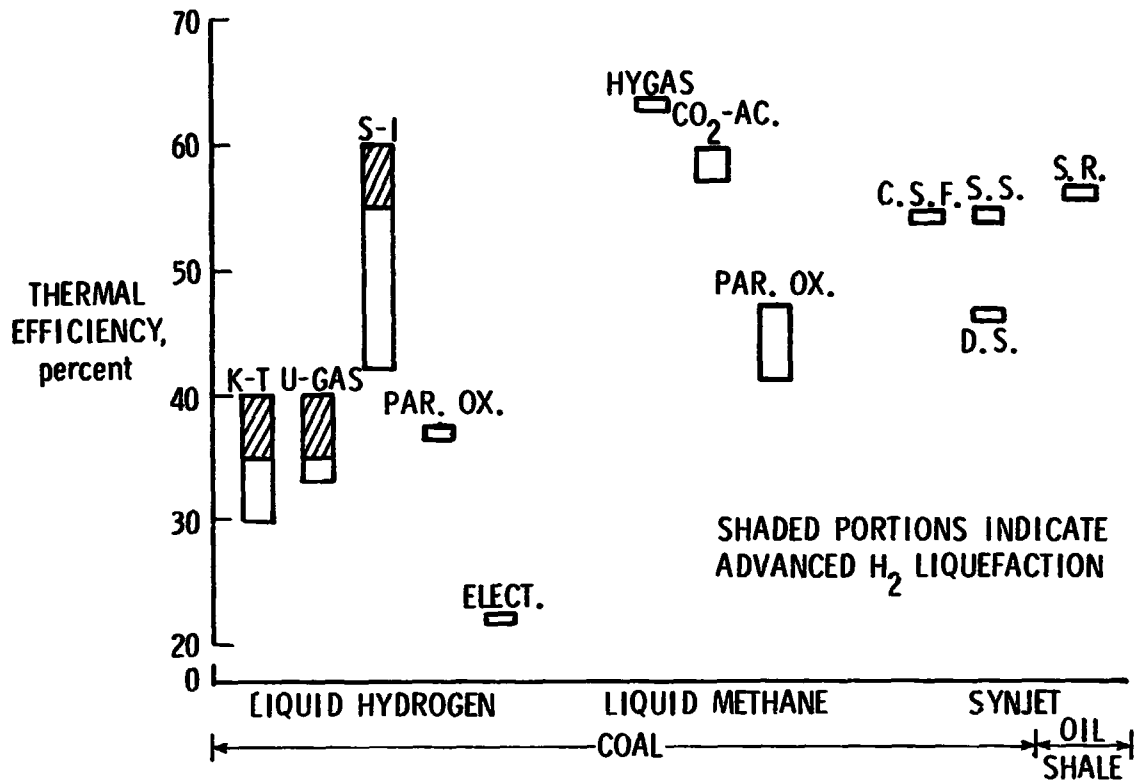 70
HYGAS
CO2-AC.
S-I
60
S.R.
C.S.F. S.S.
50
PAR. OX.
THERMAL
EFFICIENCY,
percent
D.S.
K-T U-GAS
40
PAR. OX.
30
SHADED PORTIONS INDICATE
ADVANCED H2 LIQUEFACTION
ELECT.
20
0
LIQUID HYDROGEN LIQUID METHANE SYNJET
COAL
OIL
SHALE